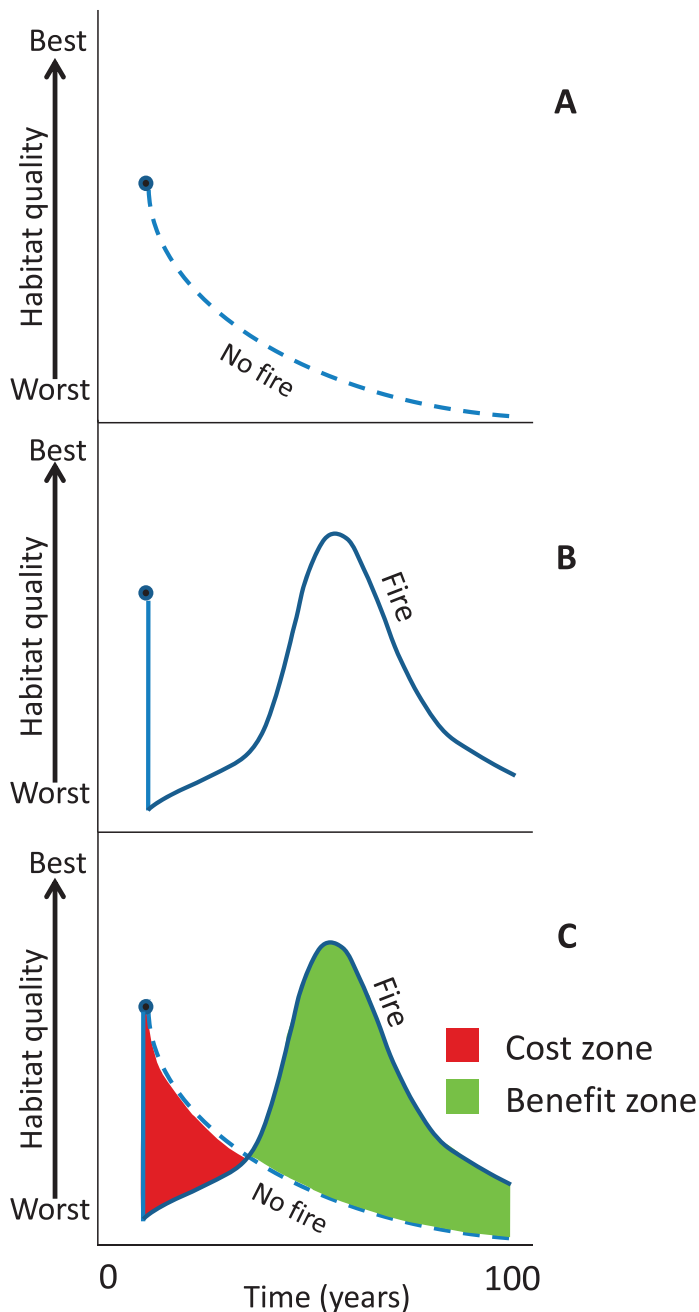 Best
A
Habitat quality
No fire
Worst
Best
B
Fire
Habitat quality
Worst
Best
C
Fire
Habitat quality
Cost zone
Benefit zone
No fire
Worst
0
100
Time (years)